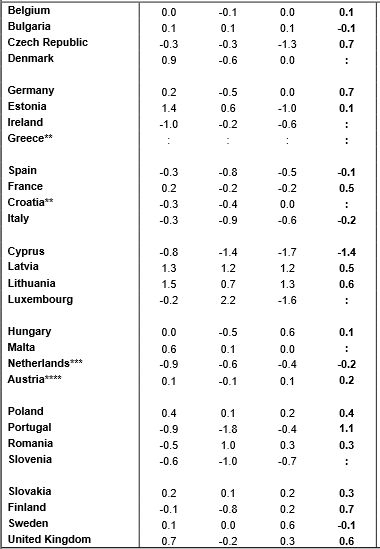 Belgium 0.0 -0.1 0.0 0.1
Bulgaria 0.1 0.1 0.1 -0.1
Czech Republic -0.3 -0.3 -1.3 0.7
Denmark 0.9 -0.6 0.0 :
Germany 0.2 -0.5 0.0 0.7
Estonia 1.4 0.6 -1.0 0.1
Ireland -1.0 -0.2 -0.6 :
Greece** : : : :
Spain -0.3 -0.8 -0.5 -0.1
France 0.2 -0.2 -0.2 0.5
Croatia** -0.3 -0.4 0.0 :
Italy -0.3 -0.9 -0.6 -0.2
Cyprus -0.8 -1.4 -1.7 -1.4
Latvia 1.3 1.2 1.2 0.5
Lithuania 1.5 0.7 1.3 0.6
Luxembourg -0.2 2.2 -1.6 :
Hungary 0.0 -0.5 0.6 0.1
Malta 0.6 0.1 0.0 :
Netherlands*** -0.9 -0.6 -0.4 -0.2
Austria**** 0.1 -0.1 0.1 0.2
Poland 0.4 0.1 0.2 0.4
Portugal -0.9 -1.8 -0.4 1.1
Romania -0.5 1.0 0.3 0.3
Slovenia -0.6 -1.0 -0.7 :
Slovakia 0.2 0.1 0.2 0.3
Finland -0.1 -0.8 0.2 0.7
Sweden 0.1 0.0 0.6 -0.1
United Kingdom 0.7 -0.2 0.3 0.6